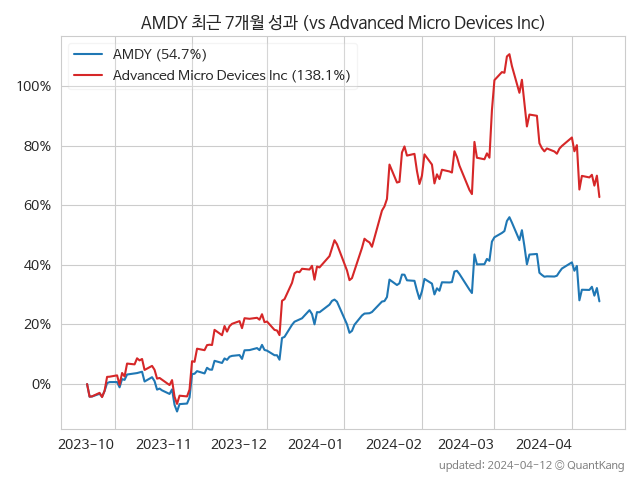 AMDY 최근 7개월 성과 (vs Advanced Micro Devices Inc)
AMDY (54.7%)
Advanced Micro Devices Inc (138.1%)
100%
80%
60%
40%
20%
0%
2023-10 2023-11 2023-12 2024-01 2024-02 2024-03 2024-04
updated: 2024-04-12 © QuantKang